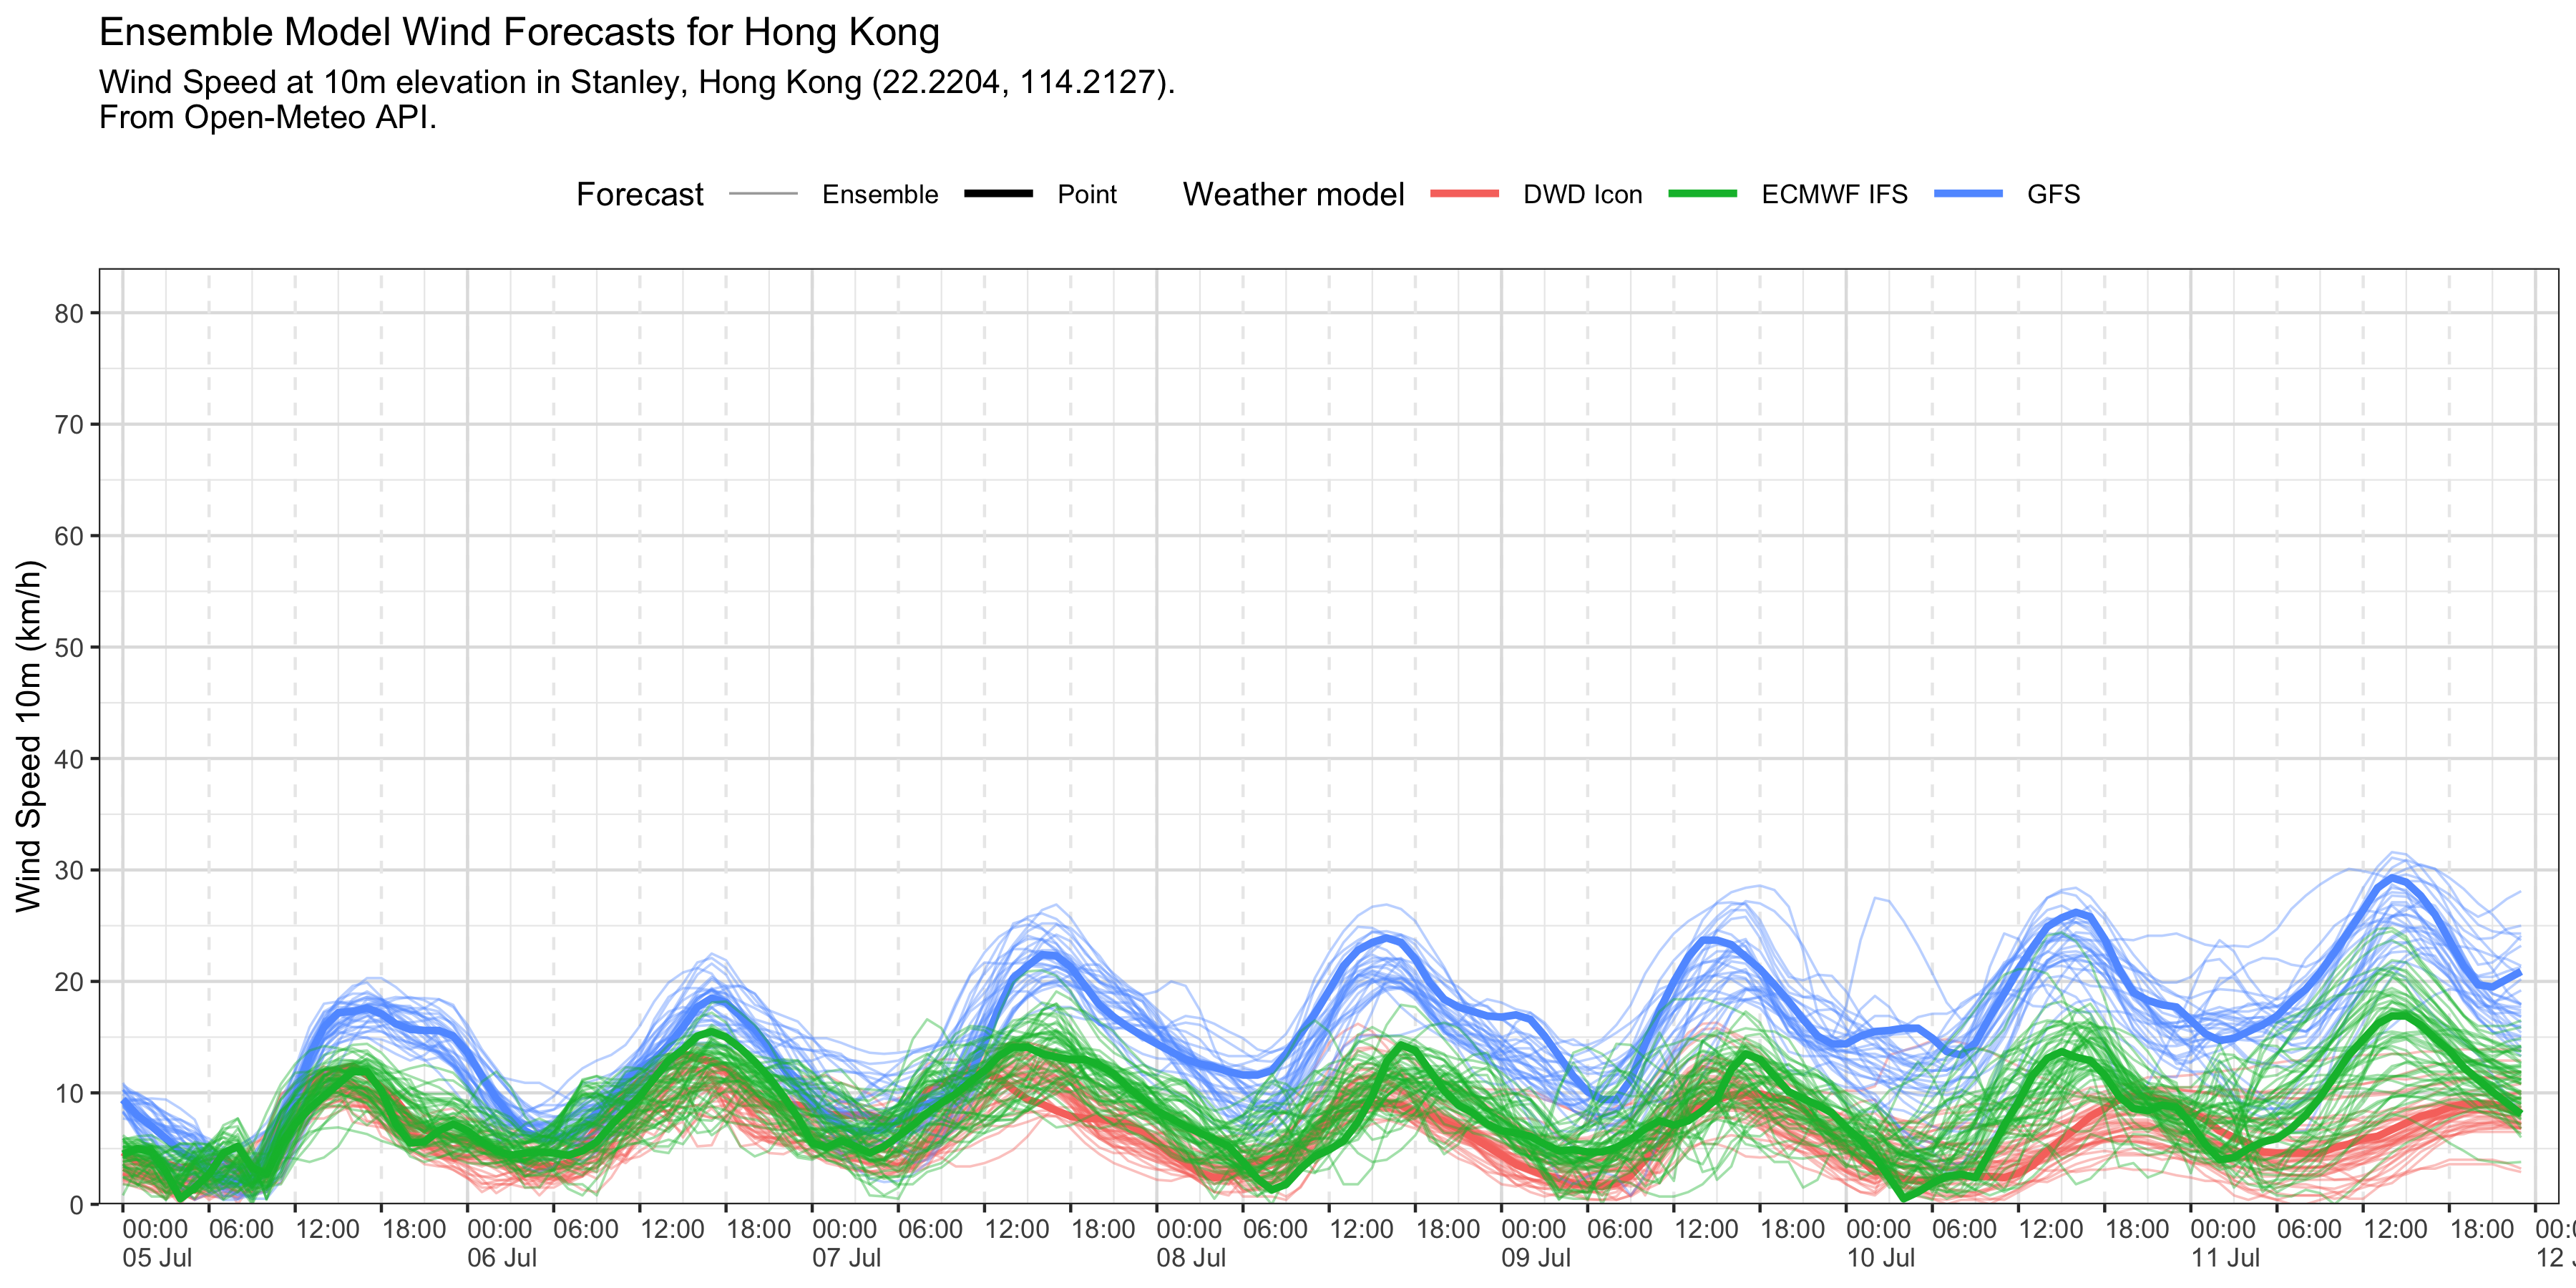 Ensemble Model Wind Forecasts for Hong Kong
Wind Speed at 10m elevation in Stanley, Hong Kong (22.2204, 114.2127).
From Open-Meteo API.
Forecast Ensemble Point Weather model DWD Icon ECMWF IFS GFS
Wind Speed 10m (km/h)
80
70
60
50
40
30
20
10
0
00:00 06:00 12:00 18:00 00:00 06:00 12:00 18:00 00:00 06:00 12:00 18:00 00:00 06:00 12:00 18:00 00:00 06:00 12:00 18:00 00:00 06:00 12:00 18:00 00:00 06:00 12:00 18:00
05 Jul 06 Jul 07 Jul 08 Jul 09 Jul 10 Jul 11 Jul 12